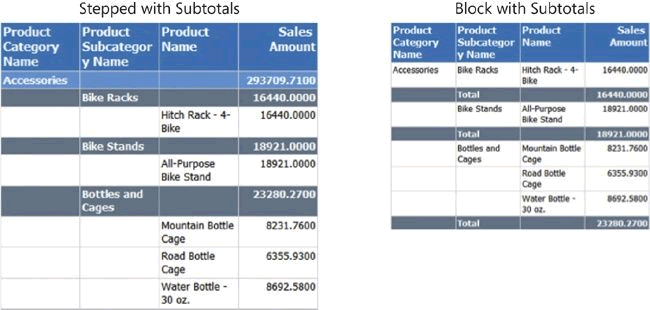 Stepped with Subtotals
Product Product Product Sales
Category Subcategor Name Amount
Name y Name
Accessories 293709.7100
Bike Racks 16440.0000
Hitch Rack - 4- 16440.0000
Bike
Bike Stands 18921.0000
All-Purpose 18921.0000
Bike Stand
Bottles and 23280.2700
Cages
Mountain Bottle 8231.7600
Cage
Road Bottle 6355.9300
Cage
Water Bottle - 8692.5800
30 oz.
Block with Subtotals
Product Product Product Sales
Category Subcategor Name Amount
Name y Name
Accessories Bike Racks Hitch Rack - 4- 16440.0000
Bike
Total 16440.0000
Bike Stands All-Purpose 18921.0000
Bike Stand
Total 18921.0000
Bottles and Mountain Bottle 8231.7600
Cages Cage
Road Bottle 6355.9300
Cage
Water Bottle - 8692.5800
30 oz.
Total 23280.2700